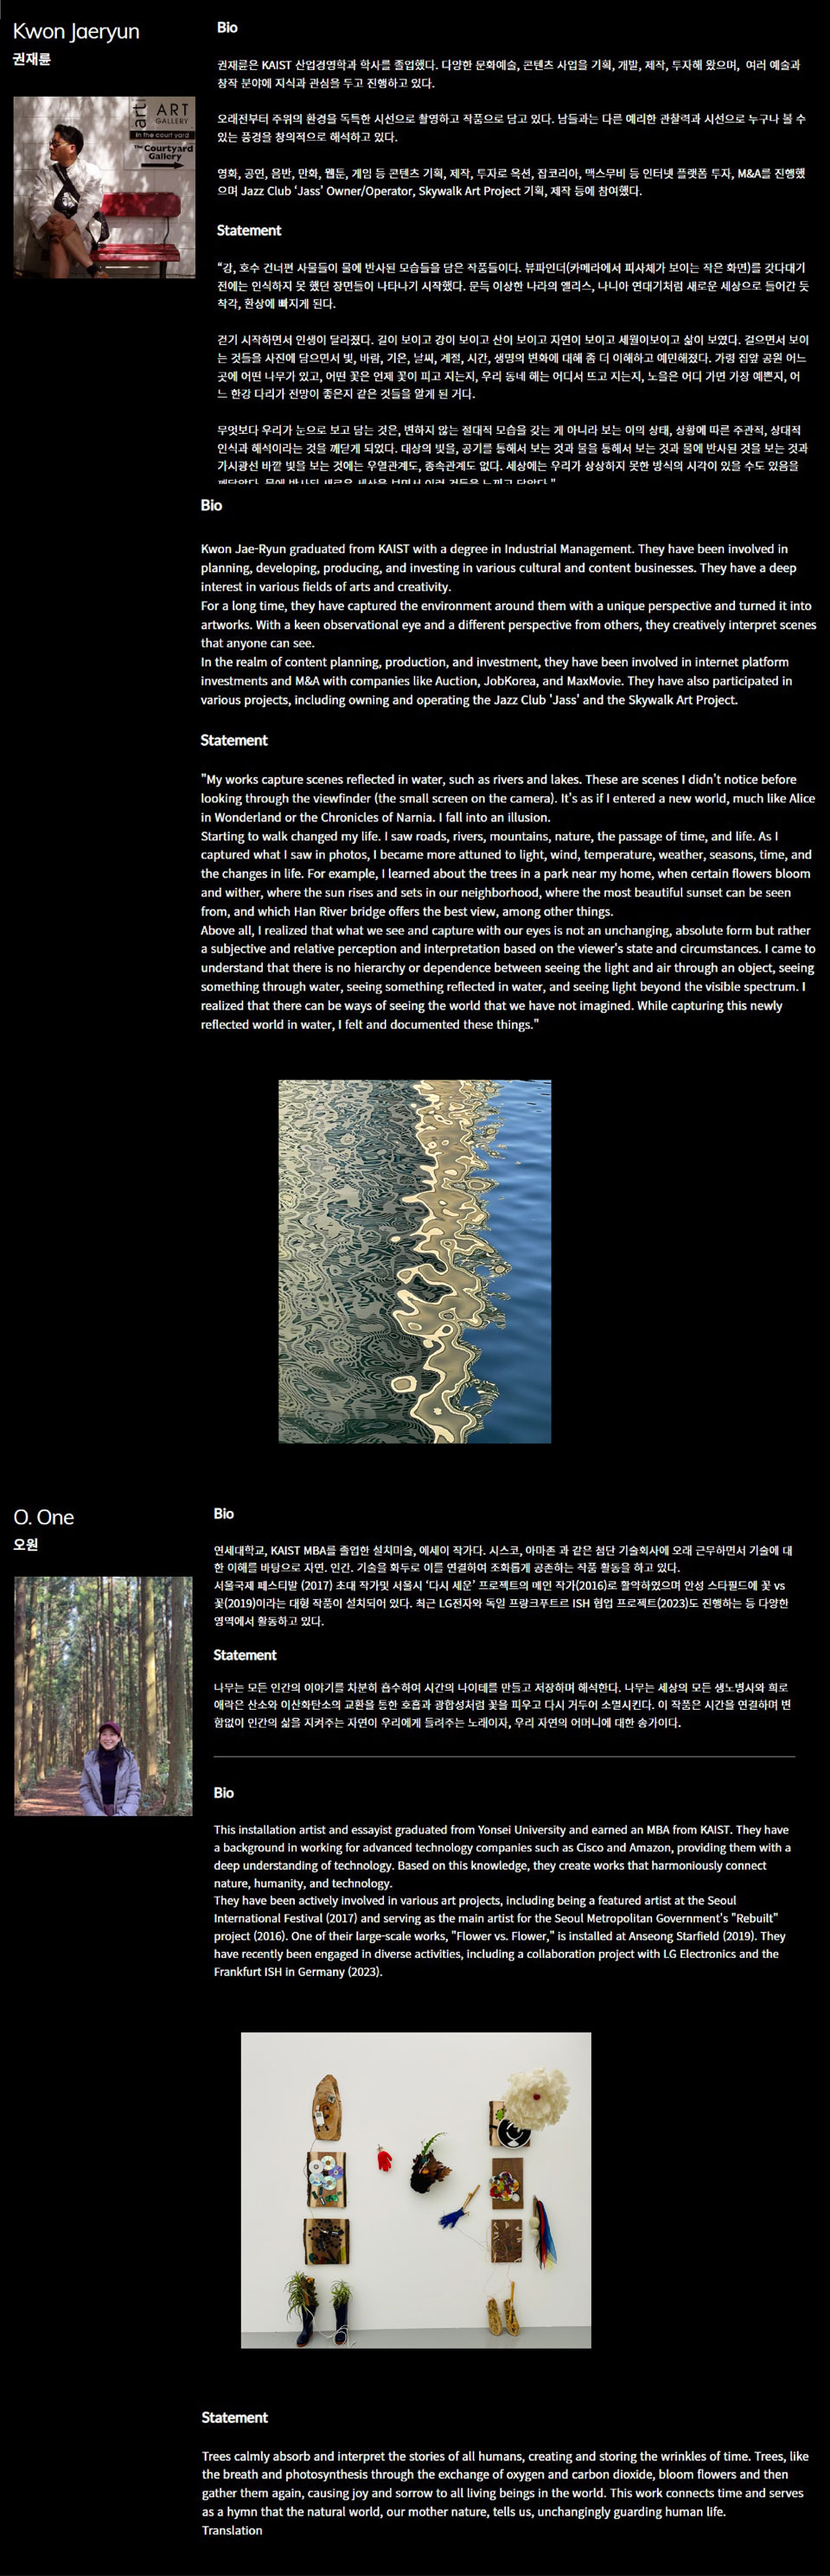 Kwon Jaeryun
권재륜
arti ART
GALLERY
In the court yard
The Courtyard
Gallery
Bio
권재륜은 KAIST 산업경영학과 학사를 졸업했다. 다양한 문화예술, 콘텐츠 사업을 기획, 개발, 제작, 투자해 왔으며, 여러 예술과
창작 분야에 지식과 관심을 두고 진행하고 있다.
오래전부터 주위의 환경을 독특한 시선으로 촬영하고 작품으로 담고 있다. 남들과는 다른 예리한 관찰력과 시선으로 누구나 볼 수
있는 풍경을 창의적으로 해석하고 있다.
영화, 공연, 음반, 만화, 웹툰, 게임 등 콘텐츠 기획, 제작, 투자로 옥션, 잡코리아, 맥스무비 등 인터넷 플랫폼 투자, M&A를 진행했
으며 Jazz Club ‘Jass’ Owner/Operator, Skywalk Art Project 기획, 제작 등에 참여했다.
Statement
“강, 호수 건너편 사물들이 물에 반사된 모습들을 담은 작품들이다. 뷰파인더(카메라에서 피사체가 보이는 작은 화면)를 갖다대기
전에는 인식하지 못 했던 장면들이 나타나기 시작했다. 문득 이상한 나라의 앨리스, 나니아 연대기처럼 새로운 세상으로 들어간 듯
착각, 환상에 빠지게 된다.
걷기 시작하면서 인생이 달라졌다. 길이 보이고 강이 보이고 산이 보이고 지연이 보이고 세월이보이고 삶이 보였다. 걸으면서 보이
는 것들을 사진에 담으면서 빛, 바람, 기온, 날씨, 계절, 시간, 생명의 변화에 대해 좀 더 이해하고 예민해졌다. 가령 집앞 공원 어느
곳에 어떤 나무가 있고, 어떤 꽃은 언제 꽃이 피고 지는지, 우리 동네 해는 어디서 뜨고 지는지, 노을은 어디 가면 가장 예쁜지, 어
느 한강 다리가 전망이 좋은지 같은 것들을 알게 된 거다.
무엇보다 우리가 눈으로 보고 담는 것은, 변하지 않는 절대적 모습을 갖는 게 아니라 보는 이의 상태, 상황에 따른 주관적, 상대적
인식과 해석이라는 것을 깨닫게 되었다. 대상의 빛을, 공기를 통해서 보는 것과 물을 통해서 보는 것과 물에 반사된 것을 보는 것과
가시광선 바깥 빛을 보는 것에는 우열관계도, 종속관계도 없다. 세상에는 우리가 상상하지 못한 방식의 시각이 있을 수도 있음을
깨달았다. 물에 반사된 새로운 세상을 보면서 이런 것들을 느끼고 담았다."
Bio
Kwon Jae-Ryun graduated from KAIST with a degree in Industrial Management. They have been involved in
planning, developing, producing, and investing in various cultural and content businesses. They have a deep
interest in various fields of arts and creativity.
For a long time, they have captured the environment around them with a unique perspective and turned it into
artworks. With a keen observational eye and a different perspective from others, they creatively interpret scenes
that anyone can see.
In the realm of content planning, production, and investment, they have been involved in internet platform
investments and M&A with companies like Auction, JobKorea, and MaxMovie. They have also participated in
various projects, including owning and operating the Jazz Club 'Jass' and the Skywalk Art Project.
Statement
"My works capture scenes reflected in water, such as rivers and lakes. These are scenes I didn't notice before
looking through the viewfinder (the small screen on the camera). It's as if I entered a new world, much like Alice
in Wonderland or the Chronicles of Narnia. I fall into an illusion.
Starting to walk changed my life. I saw roads, rivers, mountains, nature, the passage of time, and life. As I
captured what I saw in photos, I became more attuned to light, wind, temperature, weather, seasons, time, and
the changes in life. For example, I learned about the trees in a park near my home, when certain flowers bloom
and wither, where the sun rises and sets in our neighborhood, where the most beautiful sunset can be seen
from, and which Han River bridge offers the best view, among other things.
Above all, I realized that what we see and capture with our eyes is not an unchanging, absolute form but rather
a subjective and relative perception and interpretation based on the viewer's state and circumstances. I came to
understand that there is no hierarchy or dependence between seeing the light and air through an object, seeing
something through water, seeing something reflected in water, and seeing light beyond the visible spectrum. I
realized that there can be ways of seeing the world that we have not imagined. While capturing this newly
reflected world in water, I felt and documented these things."
O. One
오원
Bio
연세대학교, KAIST MBA를 졸업한 설치미술, 에세이 작가다. 시스코, 아마존 과 같은 첨단 기술회사에 오래 근무하면서 기술에 대
한 이해를 바탕으로 자연. 인간. 기술을 화두로 이를 연결하여 조화롭게 공존하는 작품 활동을 하고 있다.
서울국제 페스티발 (2017) 초대 작가및 서울시 ‘다시 세운’ 프로젝트의 메인 작가(2016)로 활약하였으며 안성 스타필드에 꽃 vs
꽃(2019)이라는 대형 작품이 설치되어 있다. 최근 LG전자와 독일 프랑크푸트르 ISH 협업 프로젝트(2023)도 진행하는 등 다양한
영역에서 활동하고 있다.
Statement
나무는 모든 인간의 이야기를 차분히 흡수하여 시간의 나이테를 만들고 저장하며 해석한다. 나무는 세상의 모든 생노병사와 희로
애락은 산소와 이산화탄소의 교환을 통한 호흡과 광합성처럼 꽃을 피우고 다시 거두어 소멸시킨다. 이 작품은 시간을 연결하며 변
함없이 인간의 삶을 지켜주는 자연이 우리에게 들려주는 노래이자, 우리 자연의 어머니에 대한 송가이다.
Bio
This installation artist and essayist graduated from Yonsei University and earned an MBA from KAIST. They have
a background in working for advanced technology companies such as Cisco and Amazon, providing them with a
deep understanding of technology. Based on this knowledge, they create works that harmoniously connect
nature, humanity, and technology.
They have been actively involved in various art projects, including being a featured artist at the Seoul
International Festival (2017) and serving as the main artist for the Seoul Metropolitan Government's "Rebuilt"
project (2016). One of their large-scale works, "Flower vs. Flower," is installed at Anseong Starfield (2019). They
have recently been engaged in diverse activities, including a collaboration project with LG Electronics and the
Frankfurt ISH in Germany (2023).
Statement
Trees calmly absorb and interpret the stories of all humans, creating and storing the wrinkles of time. Trees, like
the breath and photosynthesis through the exchange of oxygen and carbon dioxide, bloom flowers and then
gather them again, causing joy and sorrow to all living beings in the world. This work connects time and serves
as a hymn that the natural world, our mother nature, tells us, unchangingly guarding human life.
Translation